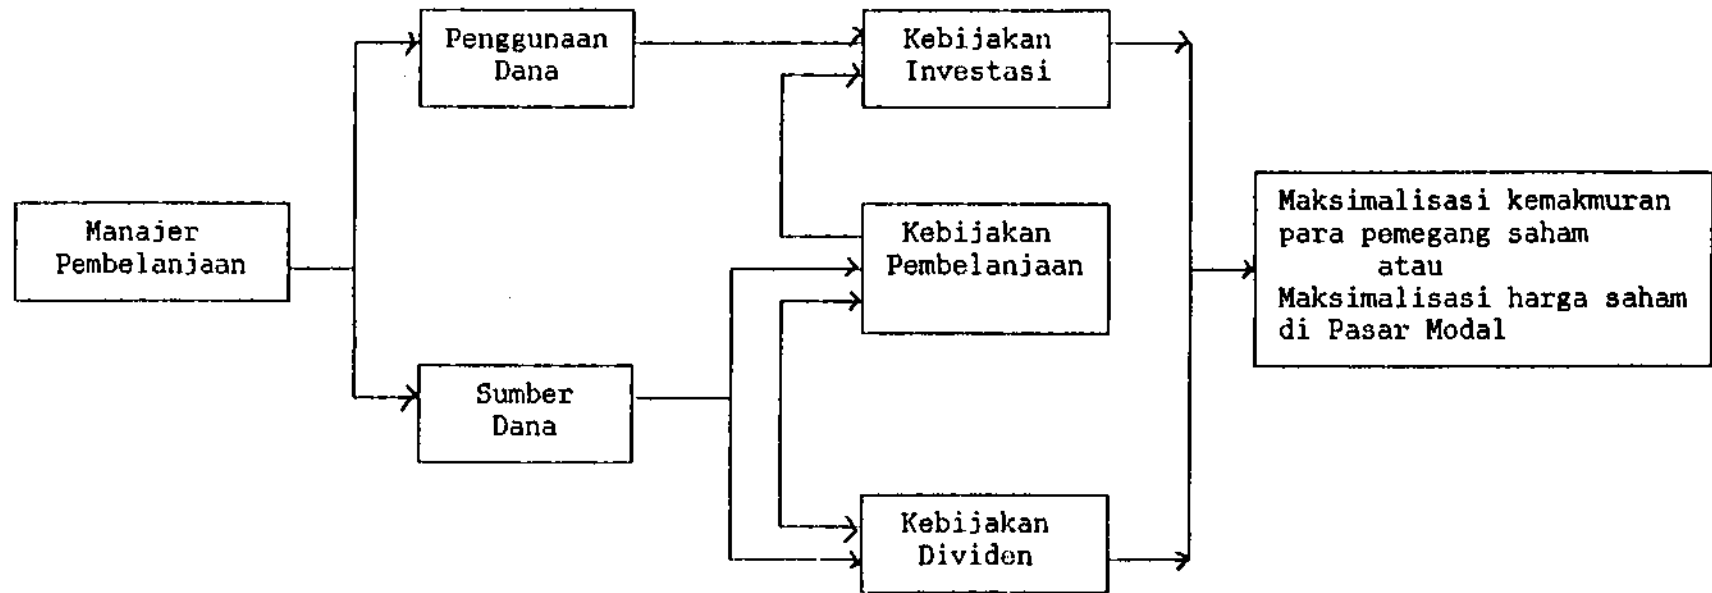 Penggunaan
Dana
Kebijakan
Investasi
Manajer
Pembelanjaan
Kebijakan
Pembelanjaan
Maksimalisasi kemakmuran
para pemegang saham
atau
Maksimalisasi harga saham
di Pasar Modal
Sumber
Dana
Kebijakan
Dividen